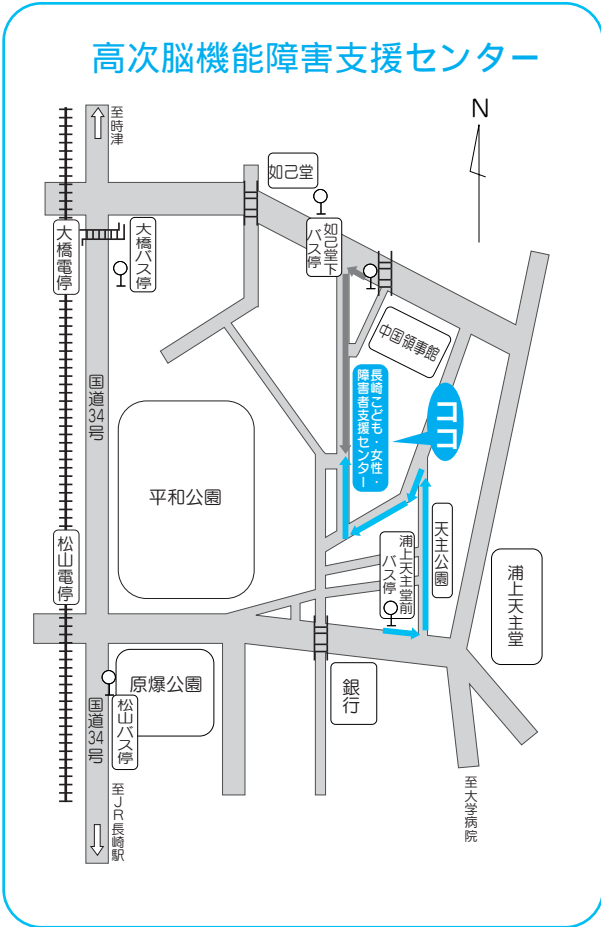 高次脳機能障害支援センター
N
至時津
如己堂
大橋電停
大橋バス停
如己堂下
バス停
中国領事館
国道34号
長崎こども・女性・
障害者支援センター
ココ
平和公園
天主公園
松山電停
浦上天主堂前
バス停
浦上天主堂
原爆公園
銀行
松山バス停
国道34号
至JR長崎駅
至大学病院